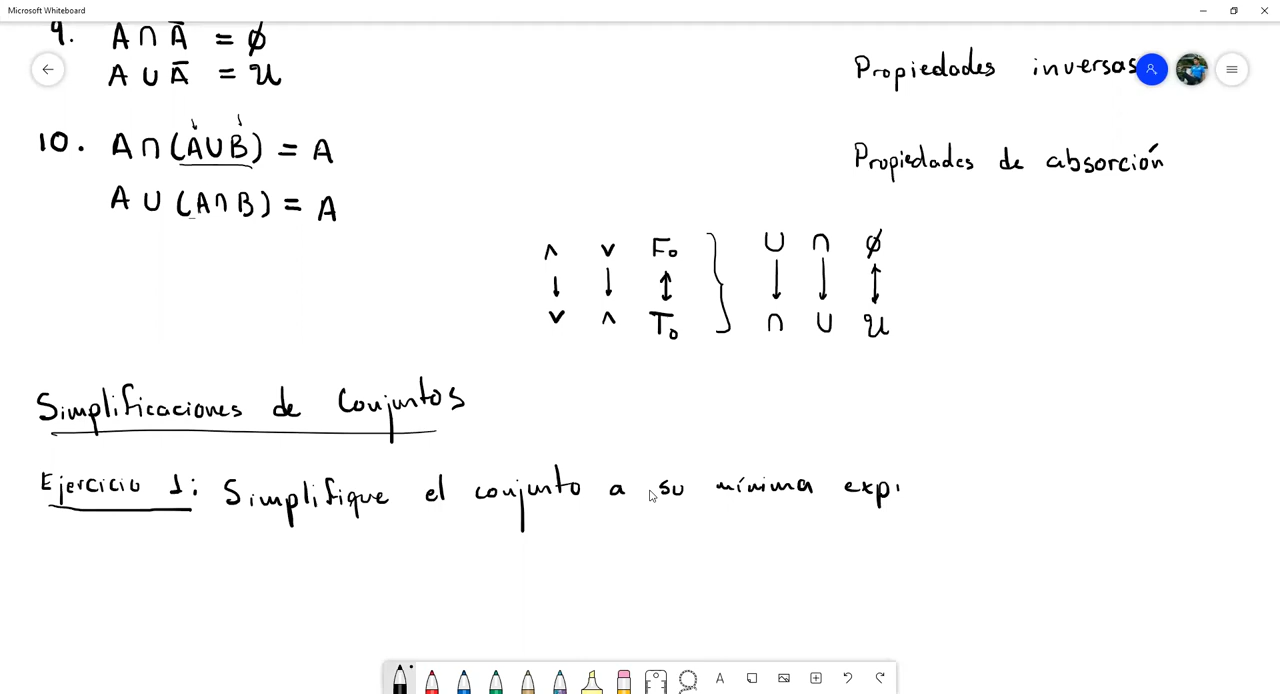 Microsoft Whiteboard
9. A ∩ Ā = ∅
A ∪ Ā = 𝒰
Propiedades inversas
10. A ∩ (A ∪ B) = A
A ∪ (A ∩ B) = A
Propiedades de absorción
∧ ∨ F₀ } ∪ ∩ ∅
↓ ↓ ↕ ↓ ↓ ↕
∨ ∧ T₀ ∩ ∪ 𝒰
Simplificaciones de Conjuntos
Ejercicio 1: Simplifique el conjunto a su mínima exp
A